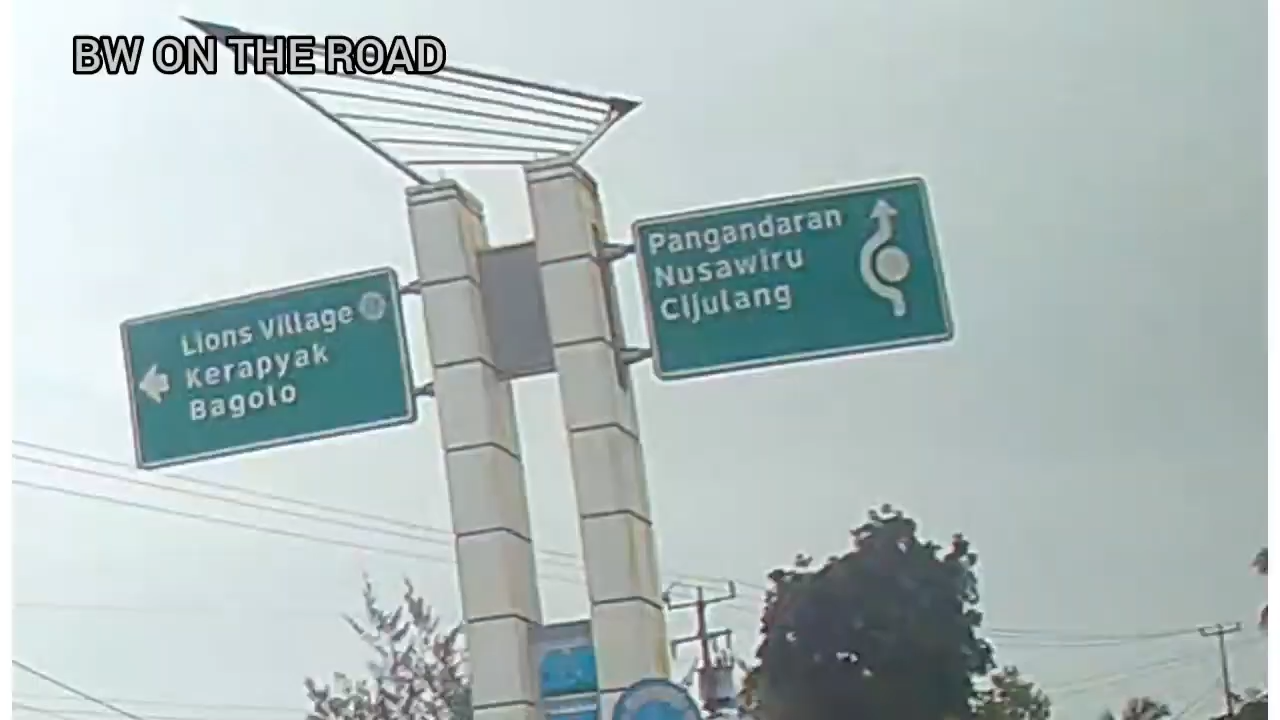 BW ON THE ROAD
Lions Village
Kerapyak
Bagolo
Pangandaran
Nusawiru
Cijulang